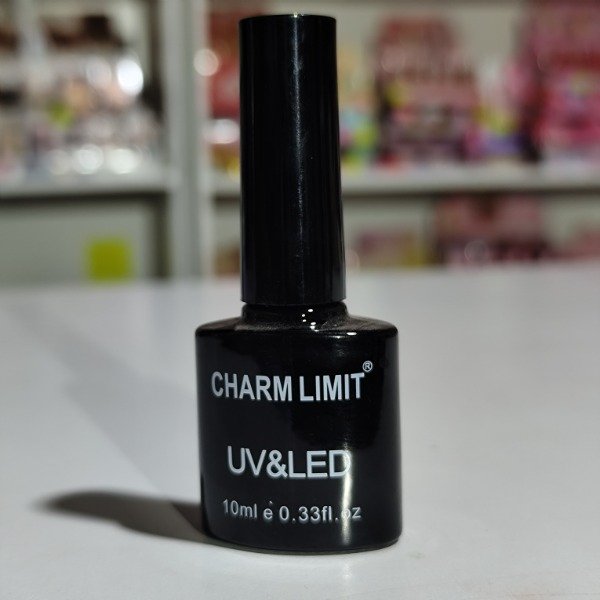 CHARM LIMIT®
UV&LED
10ml e 0.33fl.oz